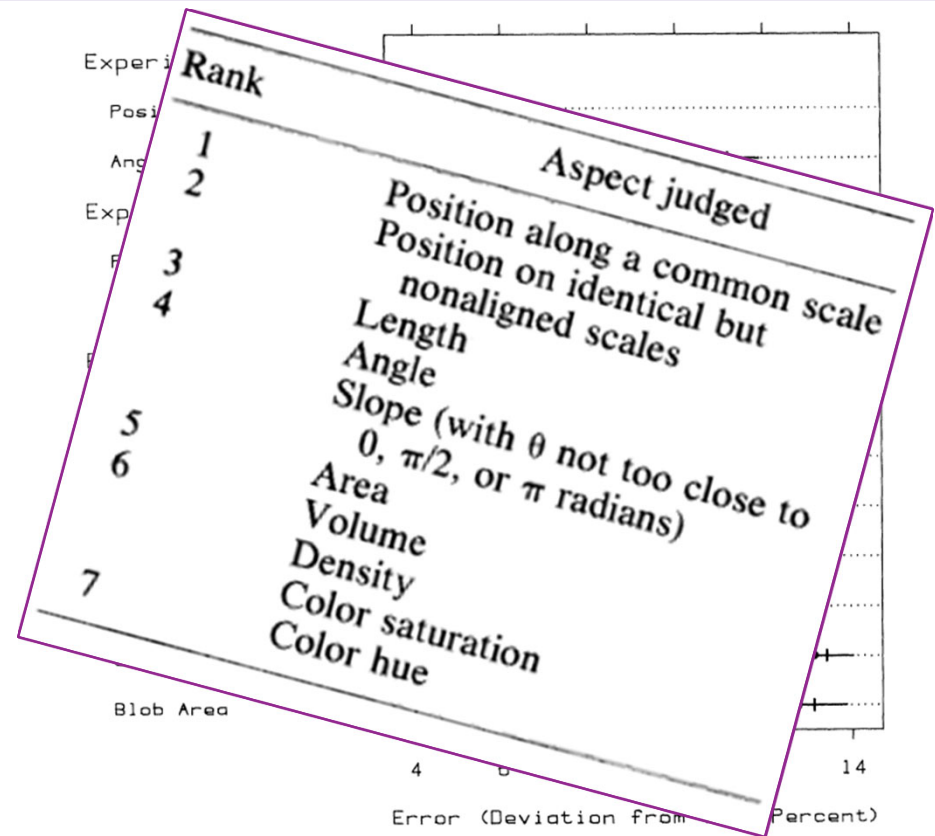 Experi
Posi
Ang
Exp
Rank Aspect judged
1 Position along a common scale
2 Position on identical but
nonaligned scales
3 Length
4 Angle
Slope (with θ not too close to
0, π/2, or π radians)
5 Area
6 Volume
Density
Color saturation
7 Color hue
Blob Area
4 14
Error (Deviation from Percent)